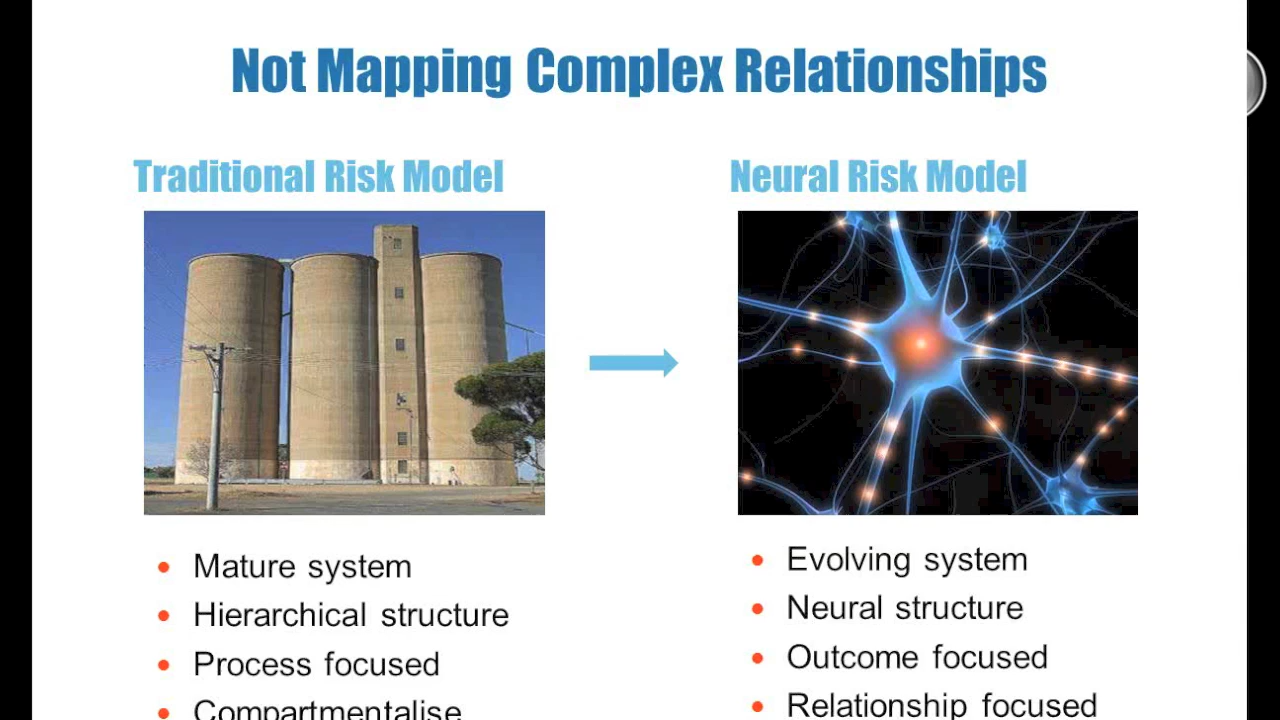 Not Mapping Complex Relationships
Traditional Risk Model
Neural Risk Model
• Mature system
• Hierarchical structure
• Process focused
• Compartmentalise
• Evolving system
• Neural structure
• Outcome focused
• Relationship focused